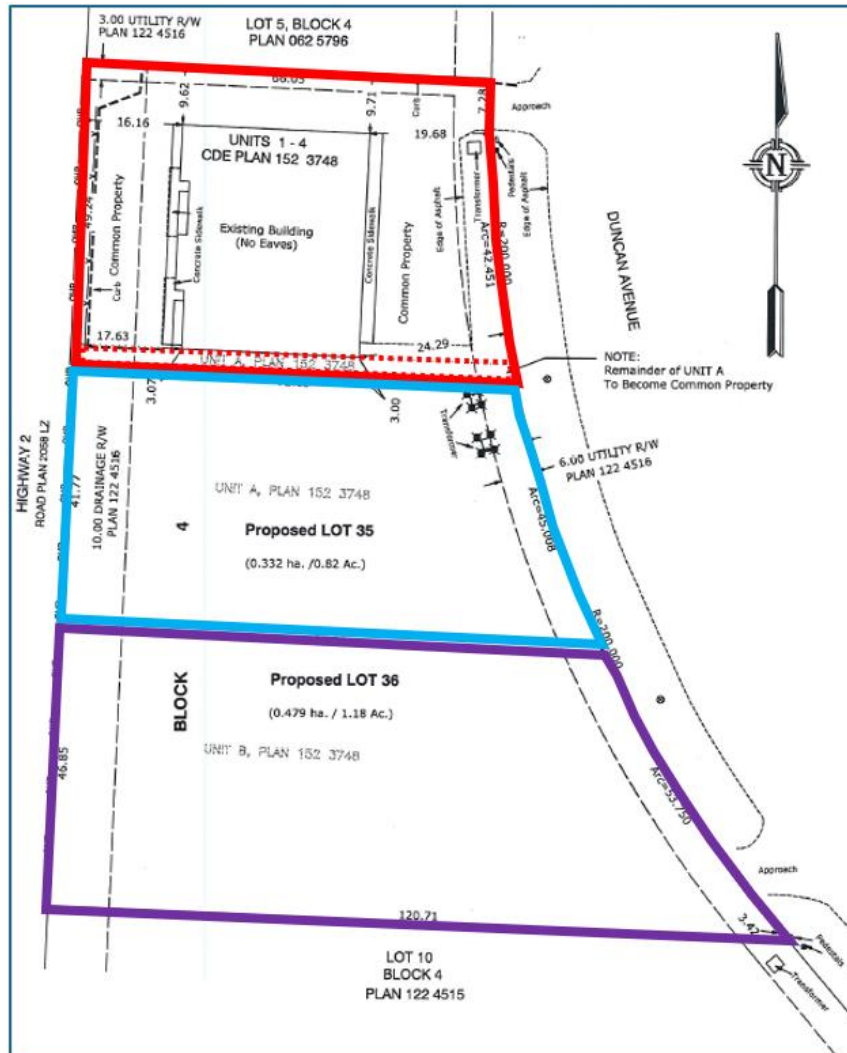 3.00 UTILITY R/W
PLAN 122 4516
LOT 5, BLOCK 4
PLAN 062 5796
N
9.62
9.71
Curb
7.28
Approach
16.16
19.68
UNITS 1 - 4
CDE PLAN 152 3748
Existing Building
(No Eaves)
49.24
Common Property
Curb
Concrete Sidewalk
Concrete Sidewalk
Common Property
Edge of Asphalt
Transformer
Pedestals
Edge of Asphalt
R=200.000
Arc=42.451
DUNCAN AVENUE
17.63
24.29
UNIT A, PLAN 152 3748
NOTE:
Remainder of UNIT A
To Become Common Property
3.07
3.00
Transformer
6.00 UTILITY R/W
PLAN 122 4516
HIGHWAY 2
ROAD PLAN 2058 LZ
41.77
10.00 DRAINAGE R/W
PLAN 122 4516
UNIT A, PLAN 152 3748
4
Proposed LOT 35
(0.332 ha. /0.82 Ac.)
Arc=45.008
R=200.000
BLOCK
Proposed LOT 36
(0.479 ha. / 1.18 Ac.)
UNIT B, PLAN 152 3748
46.85
Arc=53.750
Approach
120.71
3.42
Pedestals
Transformer
LOT 10
BLOCK 4
PLAN 122 4515